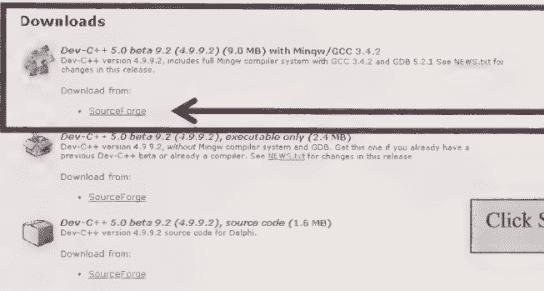 Downloads
Dev-C++ 5.0 beta 9.2 (4.9.9.2) (9.0 MB) with Mingw/GCC 3.4.2
Dev-C++ version 4.9.9.2, includes full Mingw compiler system with GCC 3.4.2 and GDB 5.2.1 See NEWS.txt for
changes in this release.
Download from:
• SourceForge
Dev-C++ 5.0 beta 9.2 (4.9.9.2), executable only (2.4 MB)
Dev-C++ version 4.9.9.2, without Mingw compiler system and GDB. Get this one if you already have a
previous Dev-C++ beta or already a compiler. See NEWS.txt for changes in this release
Download from:
• SourceForge
Dev-C++ 5.0 beta 9.2 (4.9.9.2), source code (1.6 MB)
Dev-C++ version 4.9.9.2 source code for Delphi.
Download from:
• SourceForge
Click S